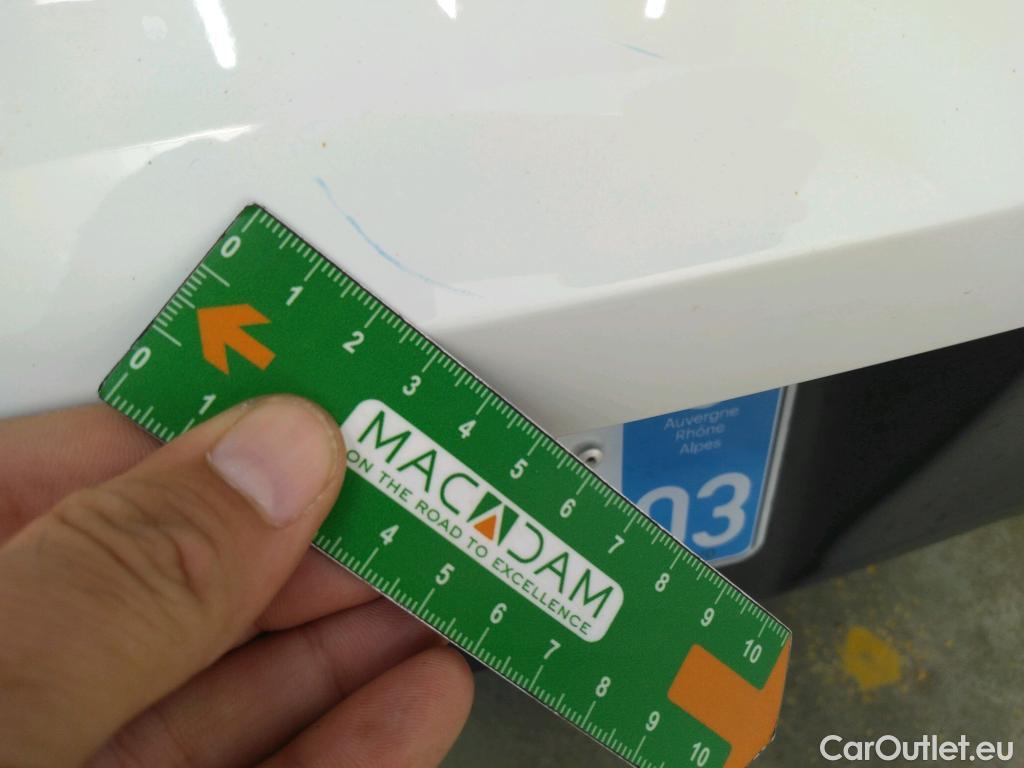 0 1 2 3 4 5 6 7 8 9 10
MACADAM
ON THE ROAD TO EXCELLENCE
0 1 4 5 6 7 8 9 10
Auvergne
Rhône
Alpes
03
CarOutlet.eu